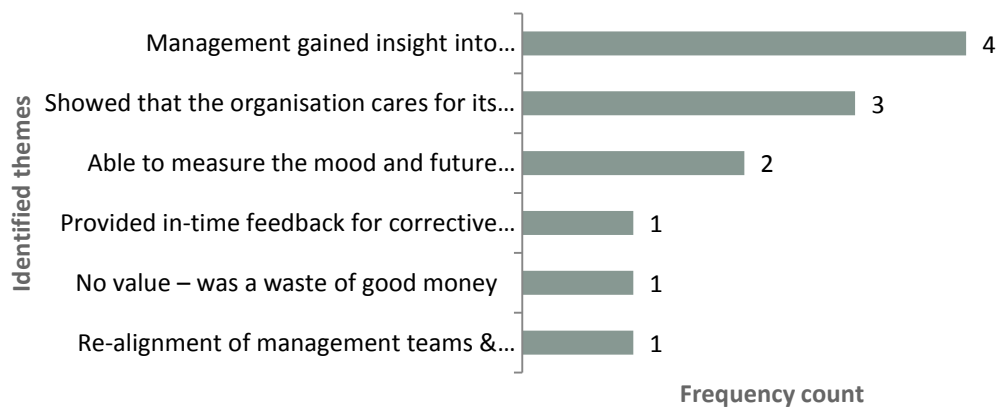 Identified themes
Management gained insight into… 4
Showed that the organisation cares for its… 3
Able to measure the mood and future… 2
Provided in-time feedback for corrective… 1
No value – was a waste of good money 1
Re-alignment of management teams &… 1
Frequency count